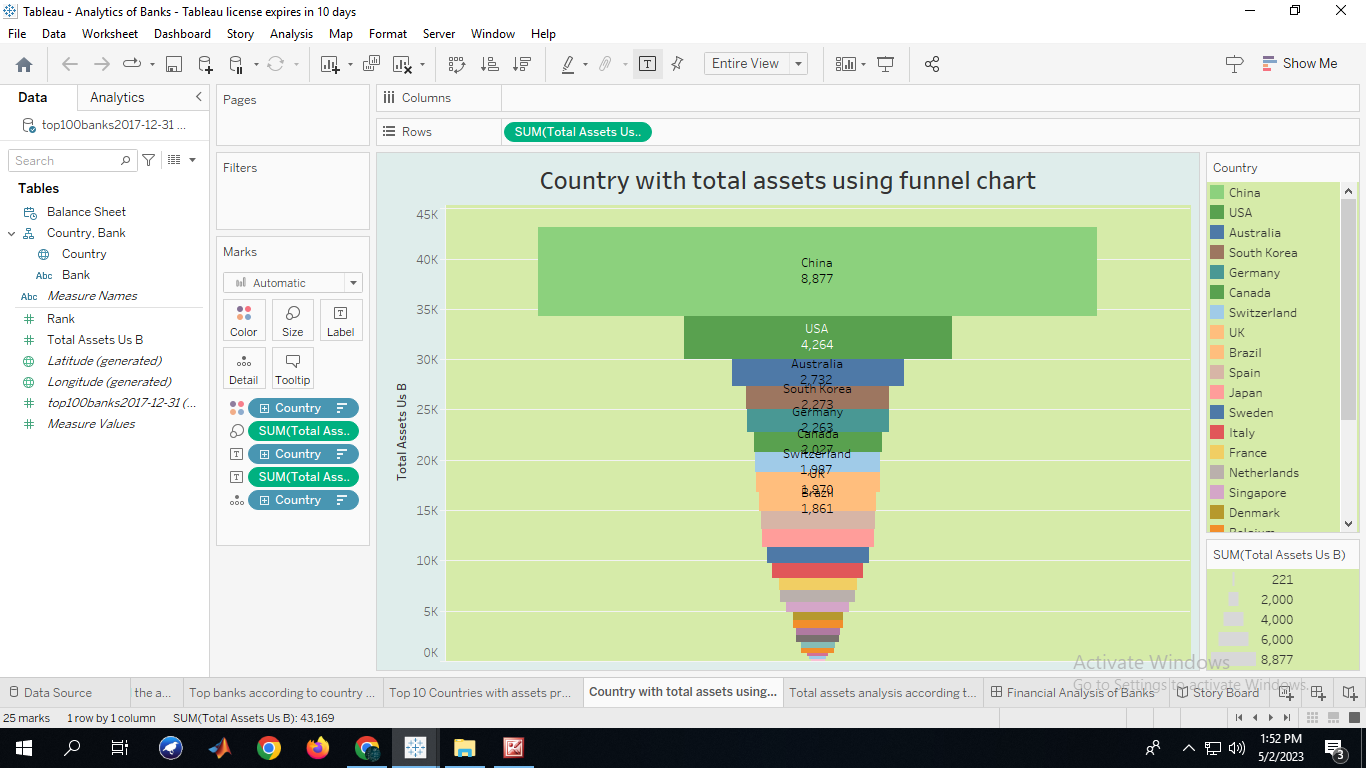 Tableau - Analytics of Banks - Tableau license expires in 10 days
File Data Worksheet Dashboard Story Analysis Map Format Server Window Help
Entire View
Show Me
Data Analytics
top100banks2017-12-31 ...
Search
Tables
Balance Sheet
Country, Bank
Country
Abc Bank
Abc Measure Names
Rank
Total Assets Us B
Latitude (generated)
Longitude (generated)
top100banks2017-12-31 (...
Measure Values
Pages
Filters
Marks
Automatic
Color Size Label
Detail Tooltip
Country
SUM(Total Ass..
Country
SUM(Total Ass..
Country
Columns
Rows
SUM(Total Assets Us..
Country with total assets using funnel chart
Total Assets Us B
45K
40K
35K
30K
25K
20K
15K
10K
5K
0K
China
8,877
USA
4,264
Australia
2,732
South Korea
2,273
Germany
2,263
Canada
2,027
Switzerland
1,987
UK
1,970
Brazil
1,861
Country
China
USA
Australia
South Korea
Germany
Canada
Switzerland
UK
Brazil
Spain
Japan
Sweden
Italy
France
Netherlands
Singapore
Denmark
Belgium
SUM(Total Assets Us B)
221
2,000
4,000
6,000
8,877
Activate Windows
Go to Settings to activate Windows.
Data Source
the a...
Top banks according to country ...
Top 10 Countries with assets pr...
Country with total assets using...
Total assets analysis according t...
Financial Analysis of Banks
Story Board
25 marks 1 row by 1 column SUM(Total Assets Us B): 43,169
1:52 PM
5/2/2023
3